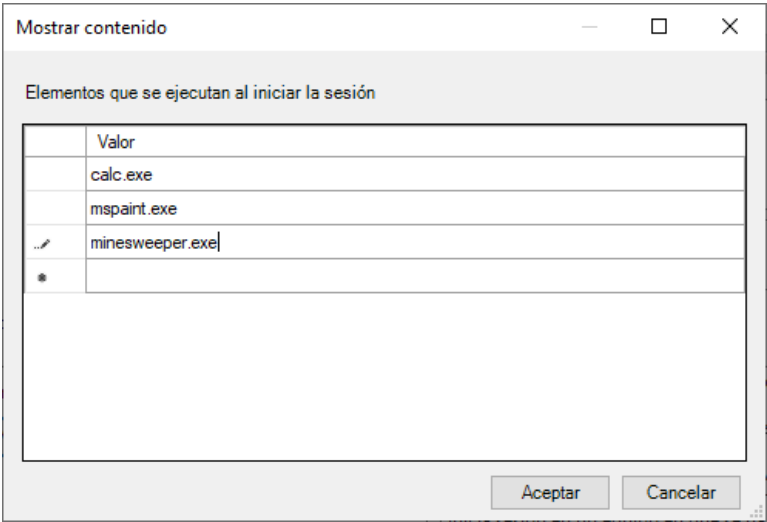 Mostrar contenido
Elementos que se ejecutan al iniciar la sesión
Valor
calc.exe
mspaint.exe
minesweeper.exe
Aceptar
Cancelar